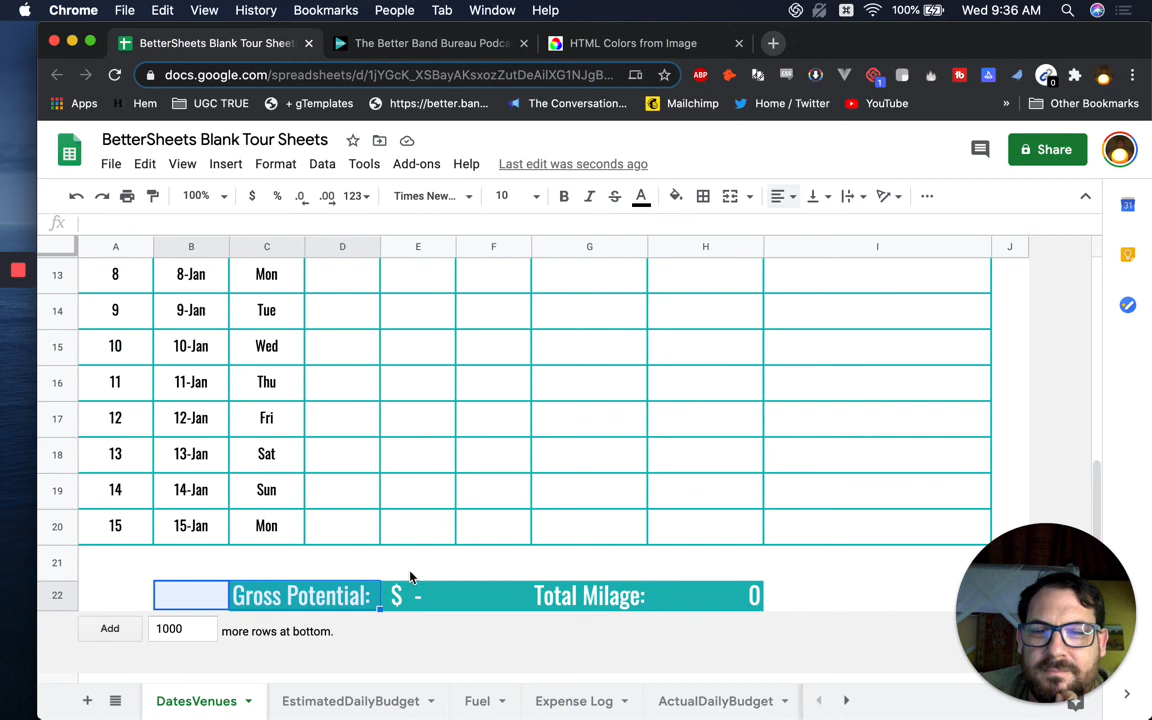 Chrome File Edit View History Bookmarks People Tab Window Help 100% Wed 9:36 AM
BetterSheets Blank Tour Sheet The Better Band Bureau Podca HTML Colors from Image
docs.google.com/spreadsheets/d/1jYGcK_XSBayAKsxozZutDeAiIXG1NJgB... ABP
Apps Hem UGC TRUE + gTemplates https://better.ban... The Conversation... Mailchimp Home / Twitter YouTube » Other Bookmarks
BetterSheets Blank Tour Sheets
File Edit View Insert Format Data Tools Add-ons Help Last edit was seconds ago Share
100% $ % .0 .00 123 Times New... 10 B I S A
fx
A B C D E F G H I J
13 8 8-Jan Mon
14 9 9-Jan Tue
15 10 10-Jan Wed
16 11 11-Jan Thu
17 12 12-Jan Fri
18 13 13-Jan Sat
19 14 14-Jan Sun
20 15 15-Jan Mon
21
22 Gross Potential: $ - Total Milage: 0
Add 1000 more rows at bottom.
DatesVenues EstimatedDailyBudget Fuel Expense Log ActualDailyBudget